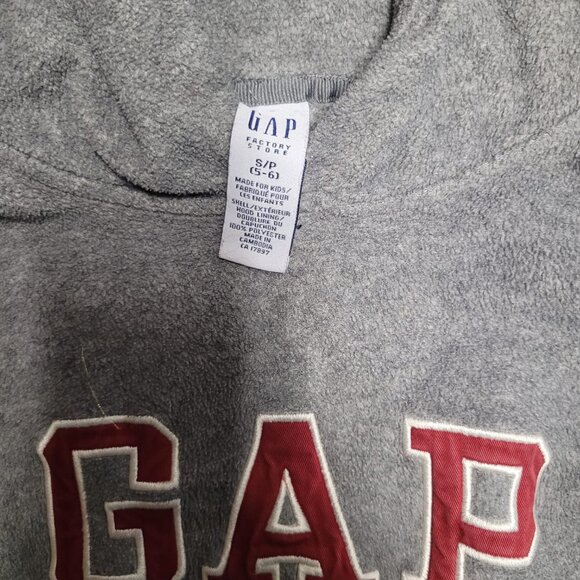 GAP
FACTORY
STORE
S/P
(5-6)
MADE FOR KIDS/
FABRIQUÉ POUR
LES ENFANTS
SHELL/EXTÉRIEUR
HOOD LINING/
DOUBLURE DU
CAPUCHON
100% POLYESTER
MADE IN
CAMBODIA
CA 17897
GAP